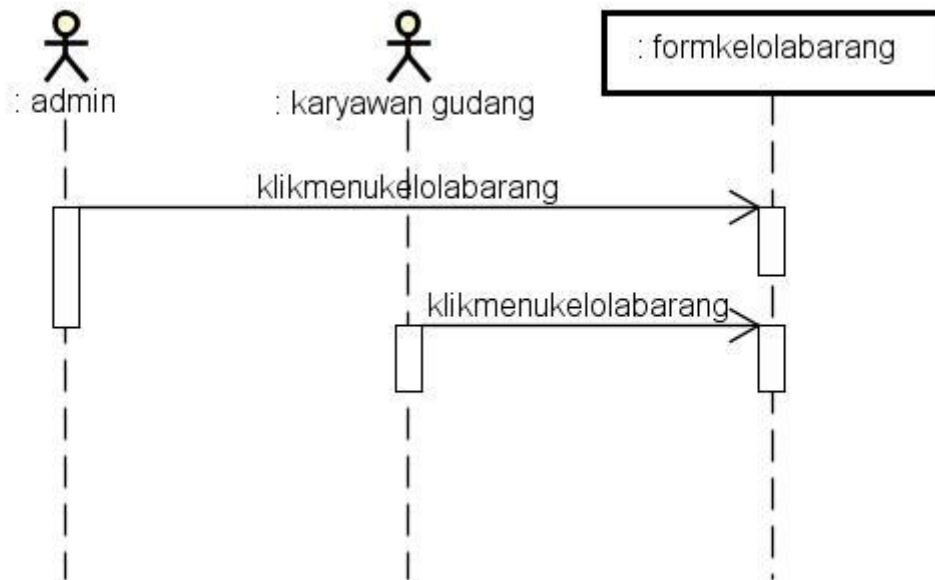 : admin
: karyawan gudang
: formkelolabarang
klikmenukelolabarang
klikmenukelolabarang